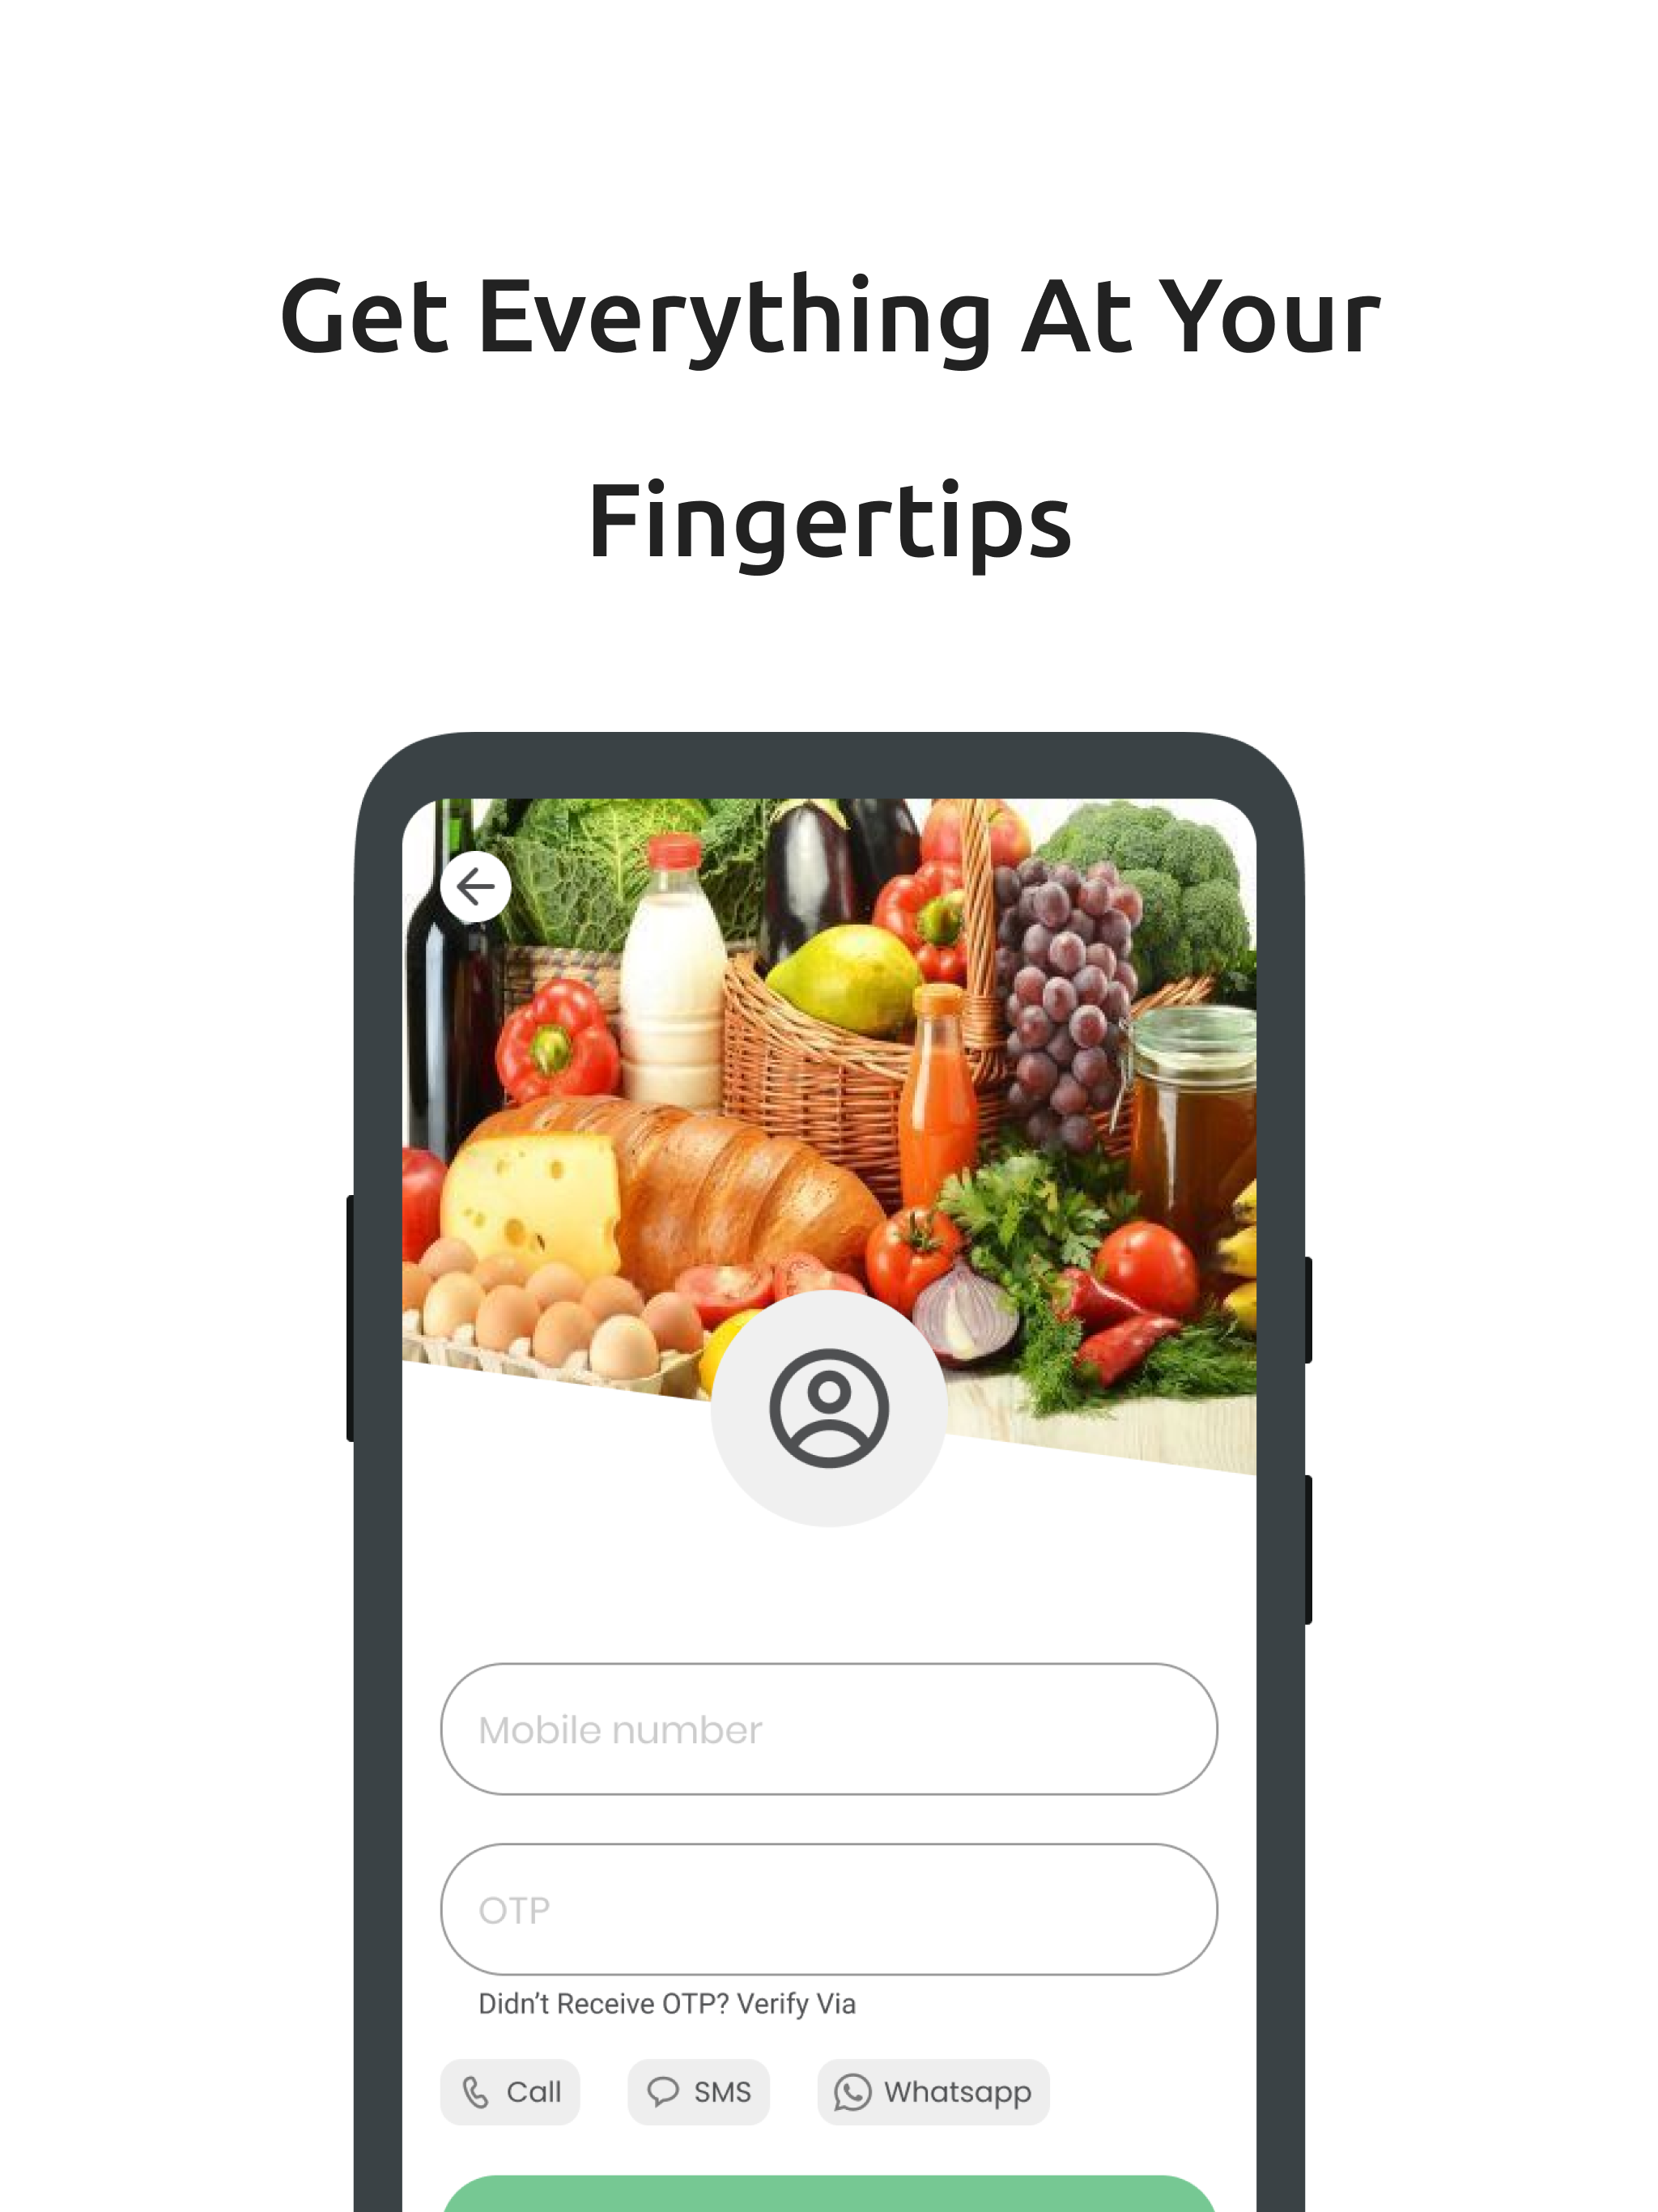 Get Everything At Your
Fingertips
Mobile number
OTP
Didn’t Receive OTP? Verify Via
Call
SMS
Whatsapp